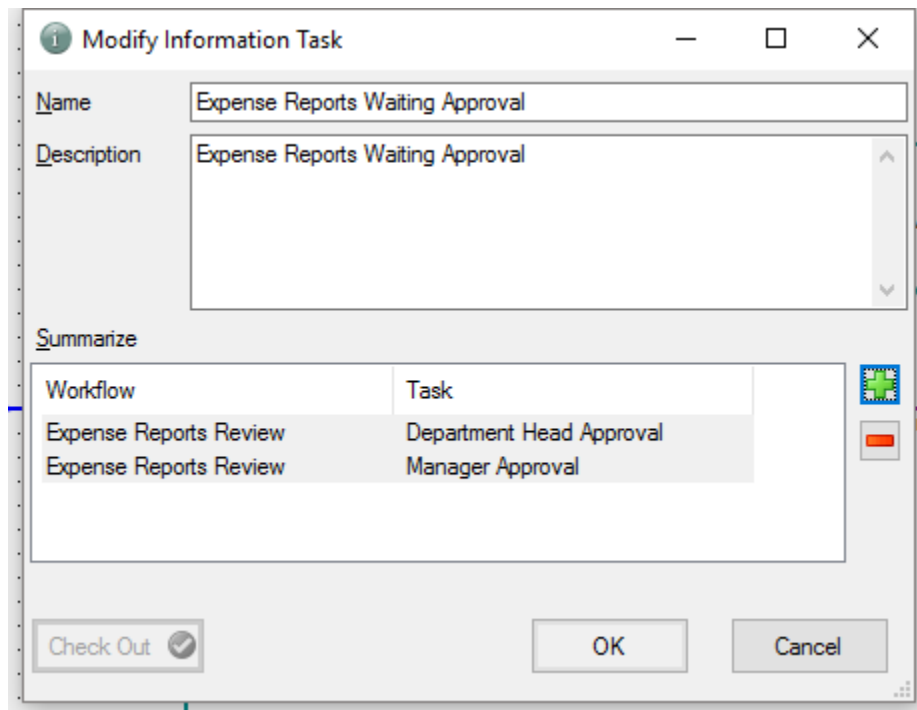 Modify Information Task
Name Expense Reports Waiting Approval
Description Expense Reports Waiting Approval
Summarize
Workflow Task
Expense Reports Review Department Head Approval
Expense Reports Review Manager Approval
Check Out OK Cancel